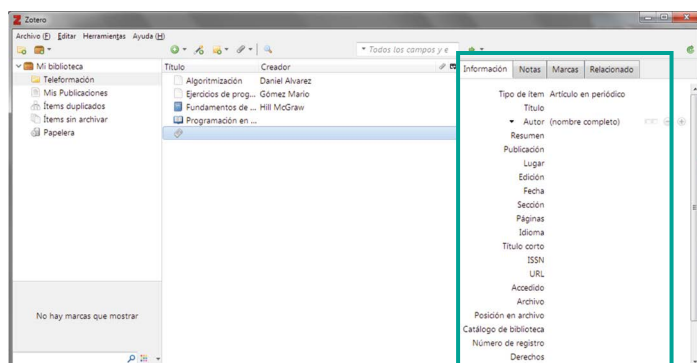 Zotero
Archivo (F) Editar Herramientas Ayuda (H)
Todos los campos y e
Mi biblioteca
Teleformación
Mis Publicaciones
Ítems duplicados
Ítems sin archivar
Papelera
No hay marcas que mostrar
Título Creador
Algoritmización Daniel Alvarez
Ejercicios de prog... Gómez Mario
Fundamentos de ... Hill McGraw
Programación en ...
Información Notas Marcas Relacionado
Tipo de ítem Artículo en periódico
Título
Autor (nombre completo)
Resumen
Publicación
Lugar
Edición
Fecha
Sección
Páginas
Idioma
Título corto
ISSN
URL
Accedido
Archivo
Posición en archivo
Catálogo de biblioteca
Número de registro
Derechos